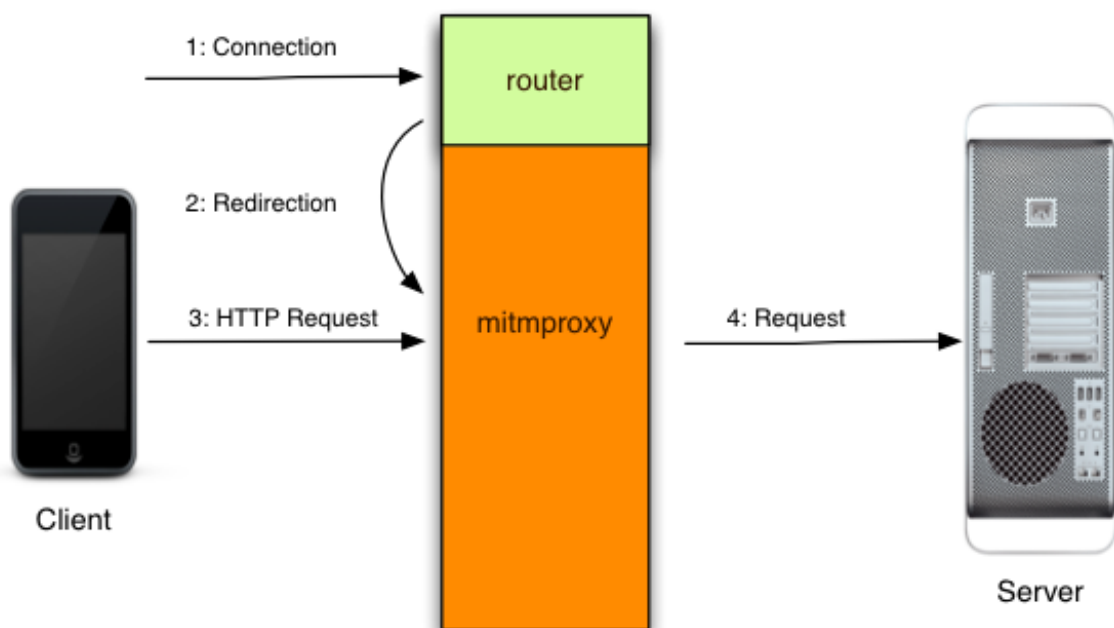 1: Connection
router
2: Redirection
3: HTTP Request
mitmproxy
4: Request
Client
Server